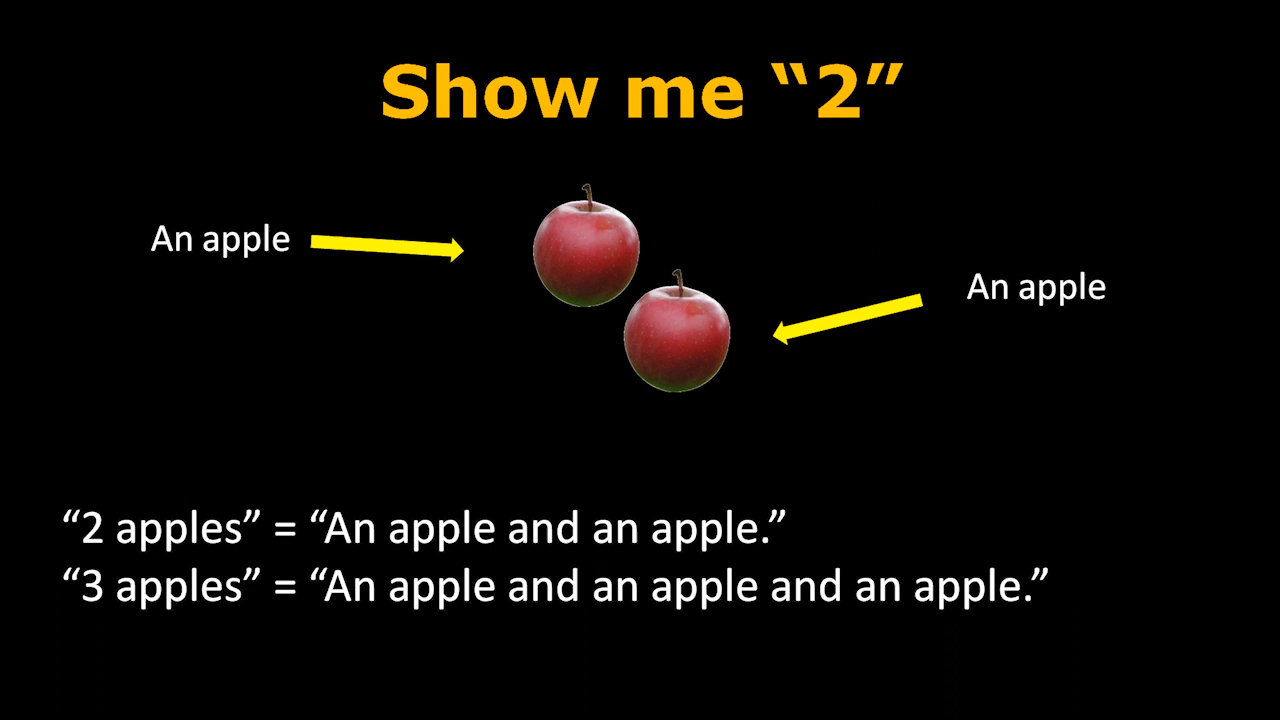 Show me “2”
An apple
An apple
“2 apples” = “An apple and an apple.”
“3 apples” = “An apple and an apple and an apple.”